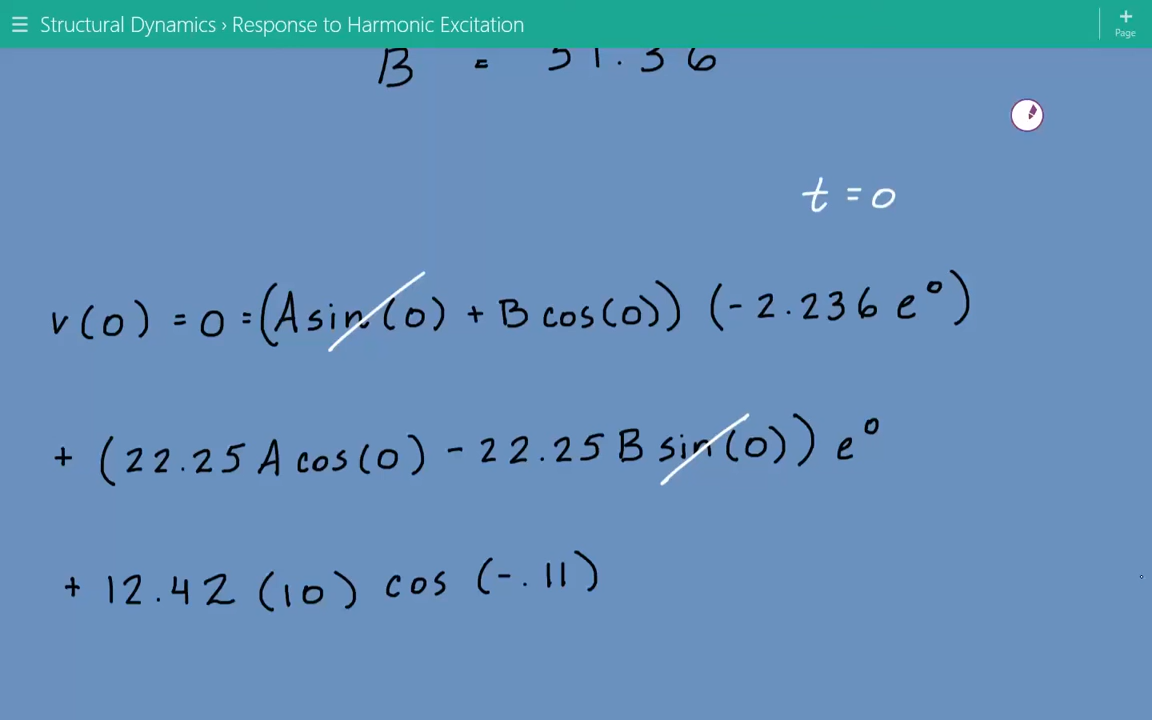 Structural Dynamics › Response to Harmonic Excitation
Page
B = 51.36
t = 0
v(0) = 0 = (A sin(0) + B cos(0)) (-2.236 e⁰)
+ (22.25 A cos(0) - 22.25 B sin(0)) e⁰
+ 12.42 (10) cos (-.11)